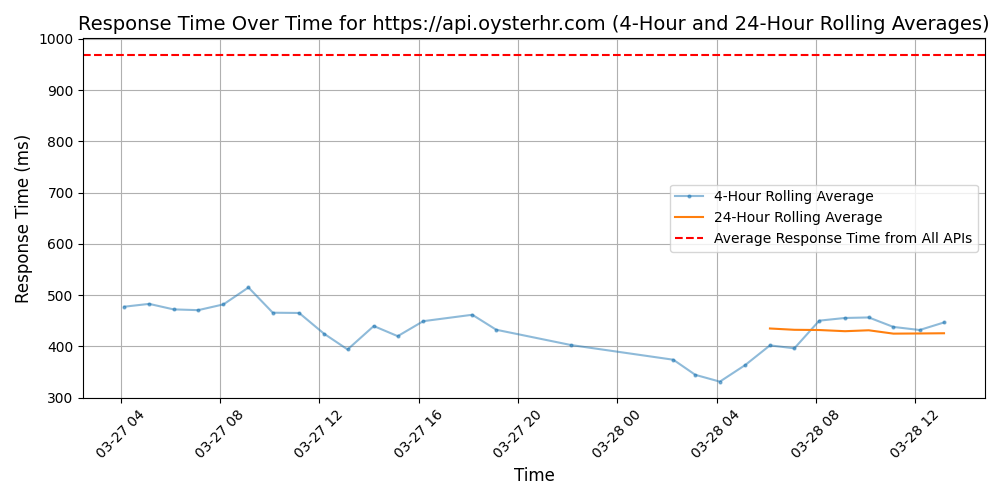 Response Time Over Time for https://api.oysterhr.com (4-Hour and 24-Hour Rolling Averages)
Response Time (ms)
1000
900
800
700
600
500
400
300
4-Hour Rolling Average
24-Hour Rolling Average
Average Response Time from All APIs
03-27 04
03-27 08
03-27 12
03-27 16
03-27 20
03-28 00
03-28 04
03-28 08
03-28 12
Time